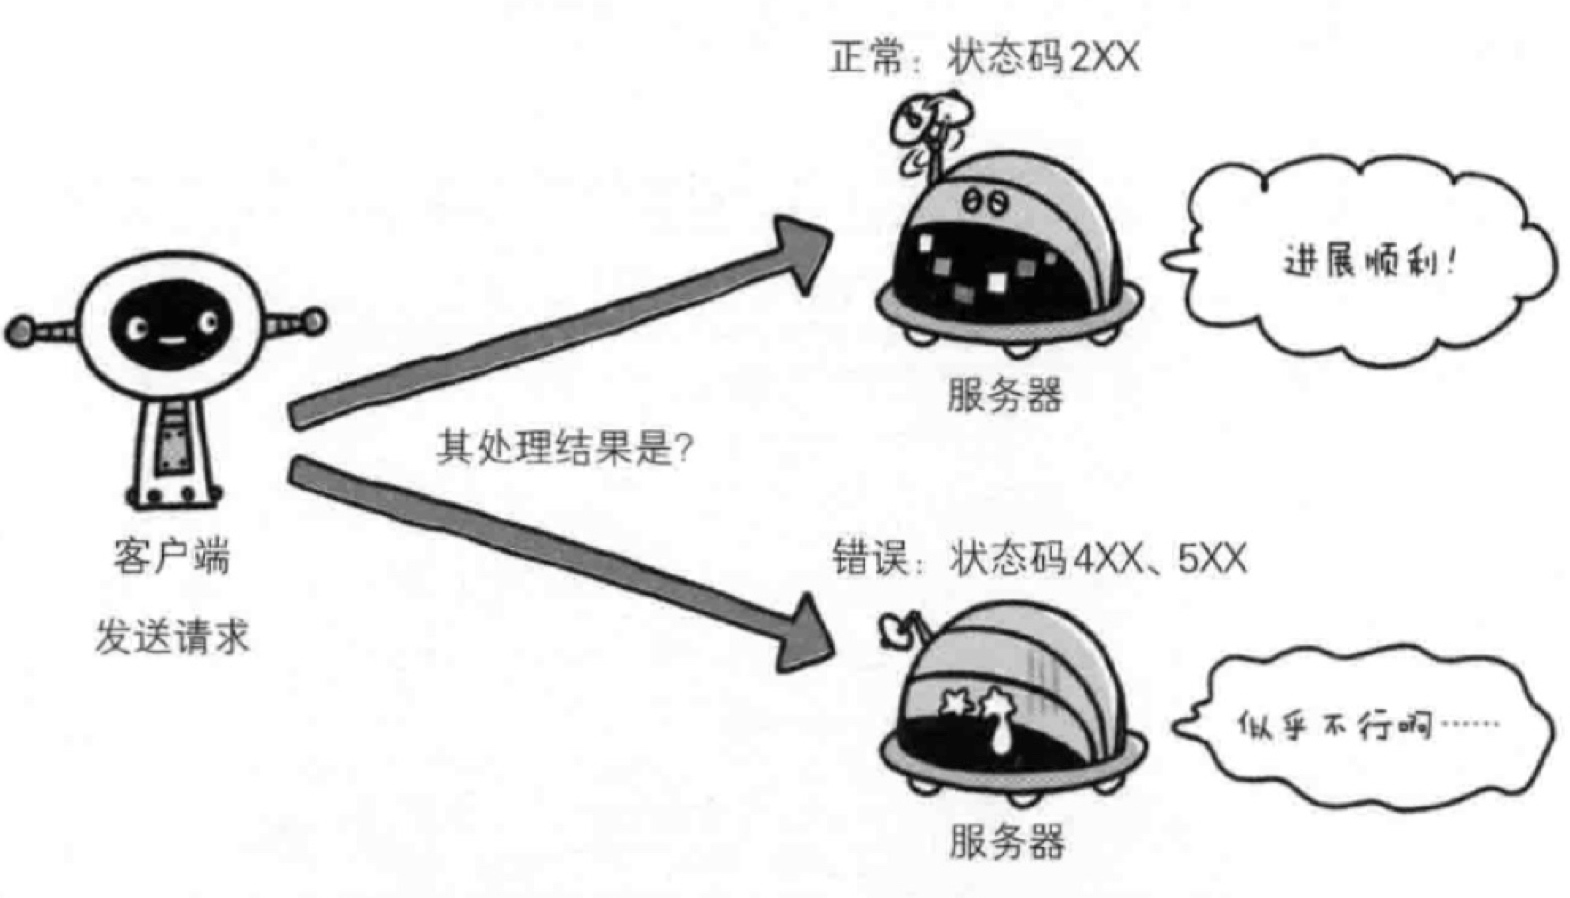 正常：状态码2XX
进展顺利！
服务器
其处理结果是？
客户端
发送请求
错误：状态码4XX、5XX
似乎不行啊……
服务器